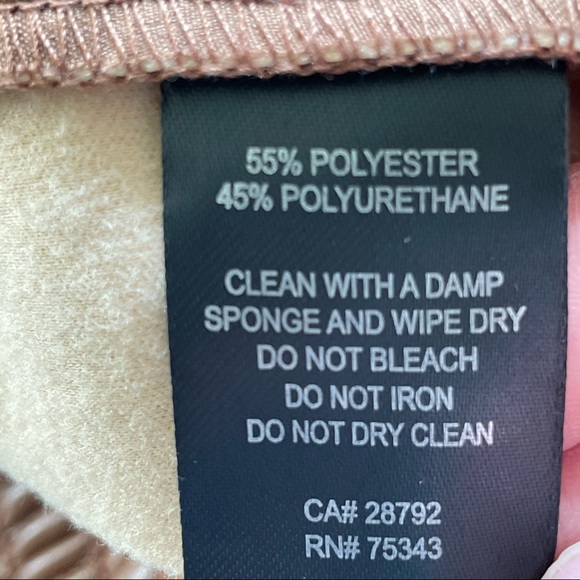 55% POLYESTER
45% POLYURETHANE
CLEAN WITH A DAMP
SPONGE AND WIPE DRY
DO NOT BLEACH
DO NOT IRON
DO NOT DRY CLEAN
CA# 28792
RN# 75343